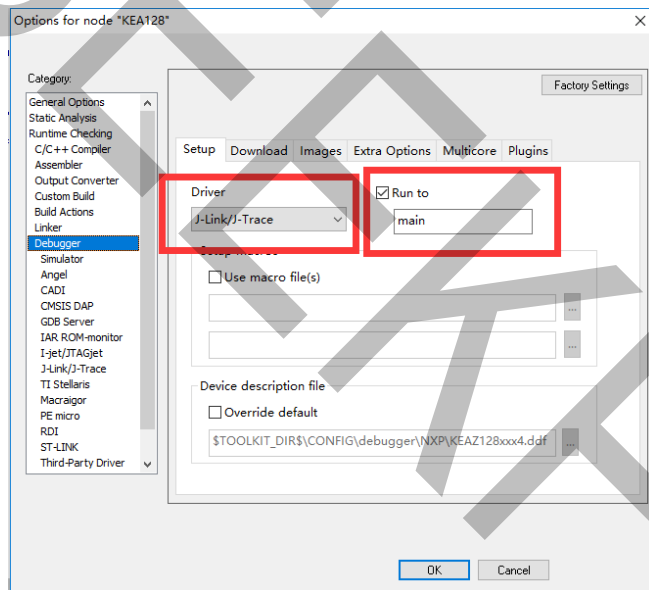 Options for node "KEA128"
Category:
Factory Settings
General Options
Static Analysis
Runtime Checking
C/C++ Compiler
Assembler
Output Converter
Custom Build
Build Actions
Linker
Debugger
Simulator
Angel
CADI
CMSIS DAP
GDB Server
IAR ROM-monitor
I-jet/JTAGjet
J-Link/J-Trace
TI Stellaris
Macraigor
PE micro
RDI
ST-LINK
Third-Party Driver
Setup Download Images Extra Options Multicore Plugins
Driver
J-Link/J-Trace
Run to
main
Setup macros
Use macro file(s)
...
...
Device description file
Override default
$TOOLKIT_DIR$\CONFIG\debugger\NXP\KEAZ128xxx4.ddf ...
OK Cancel